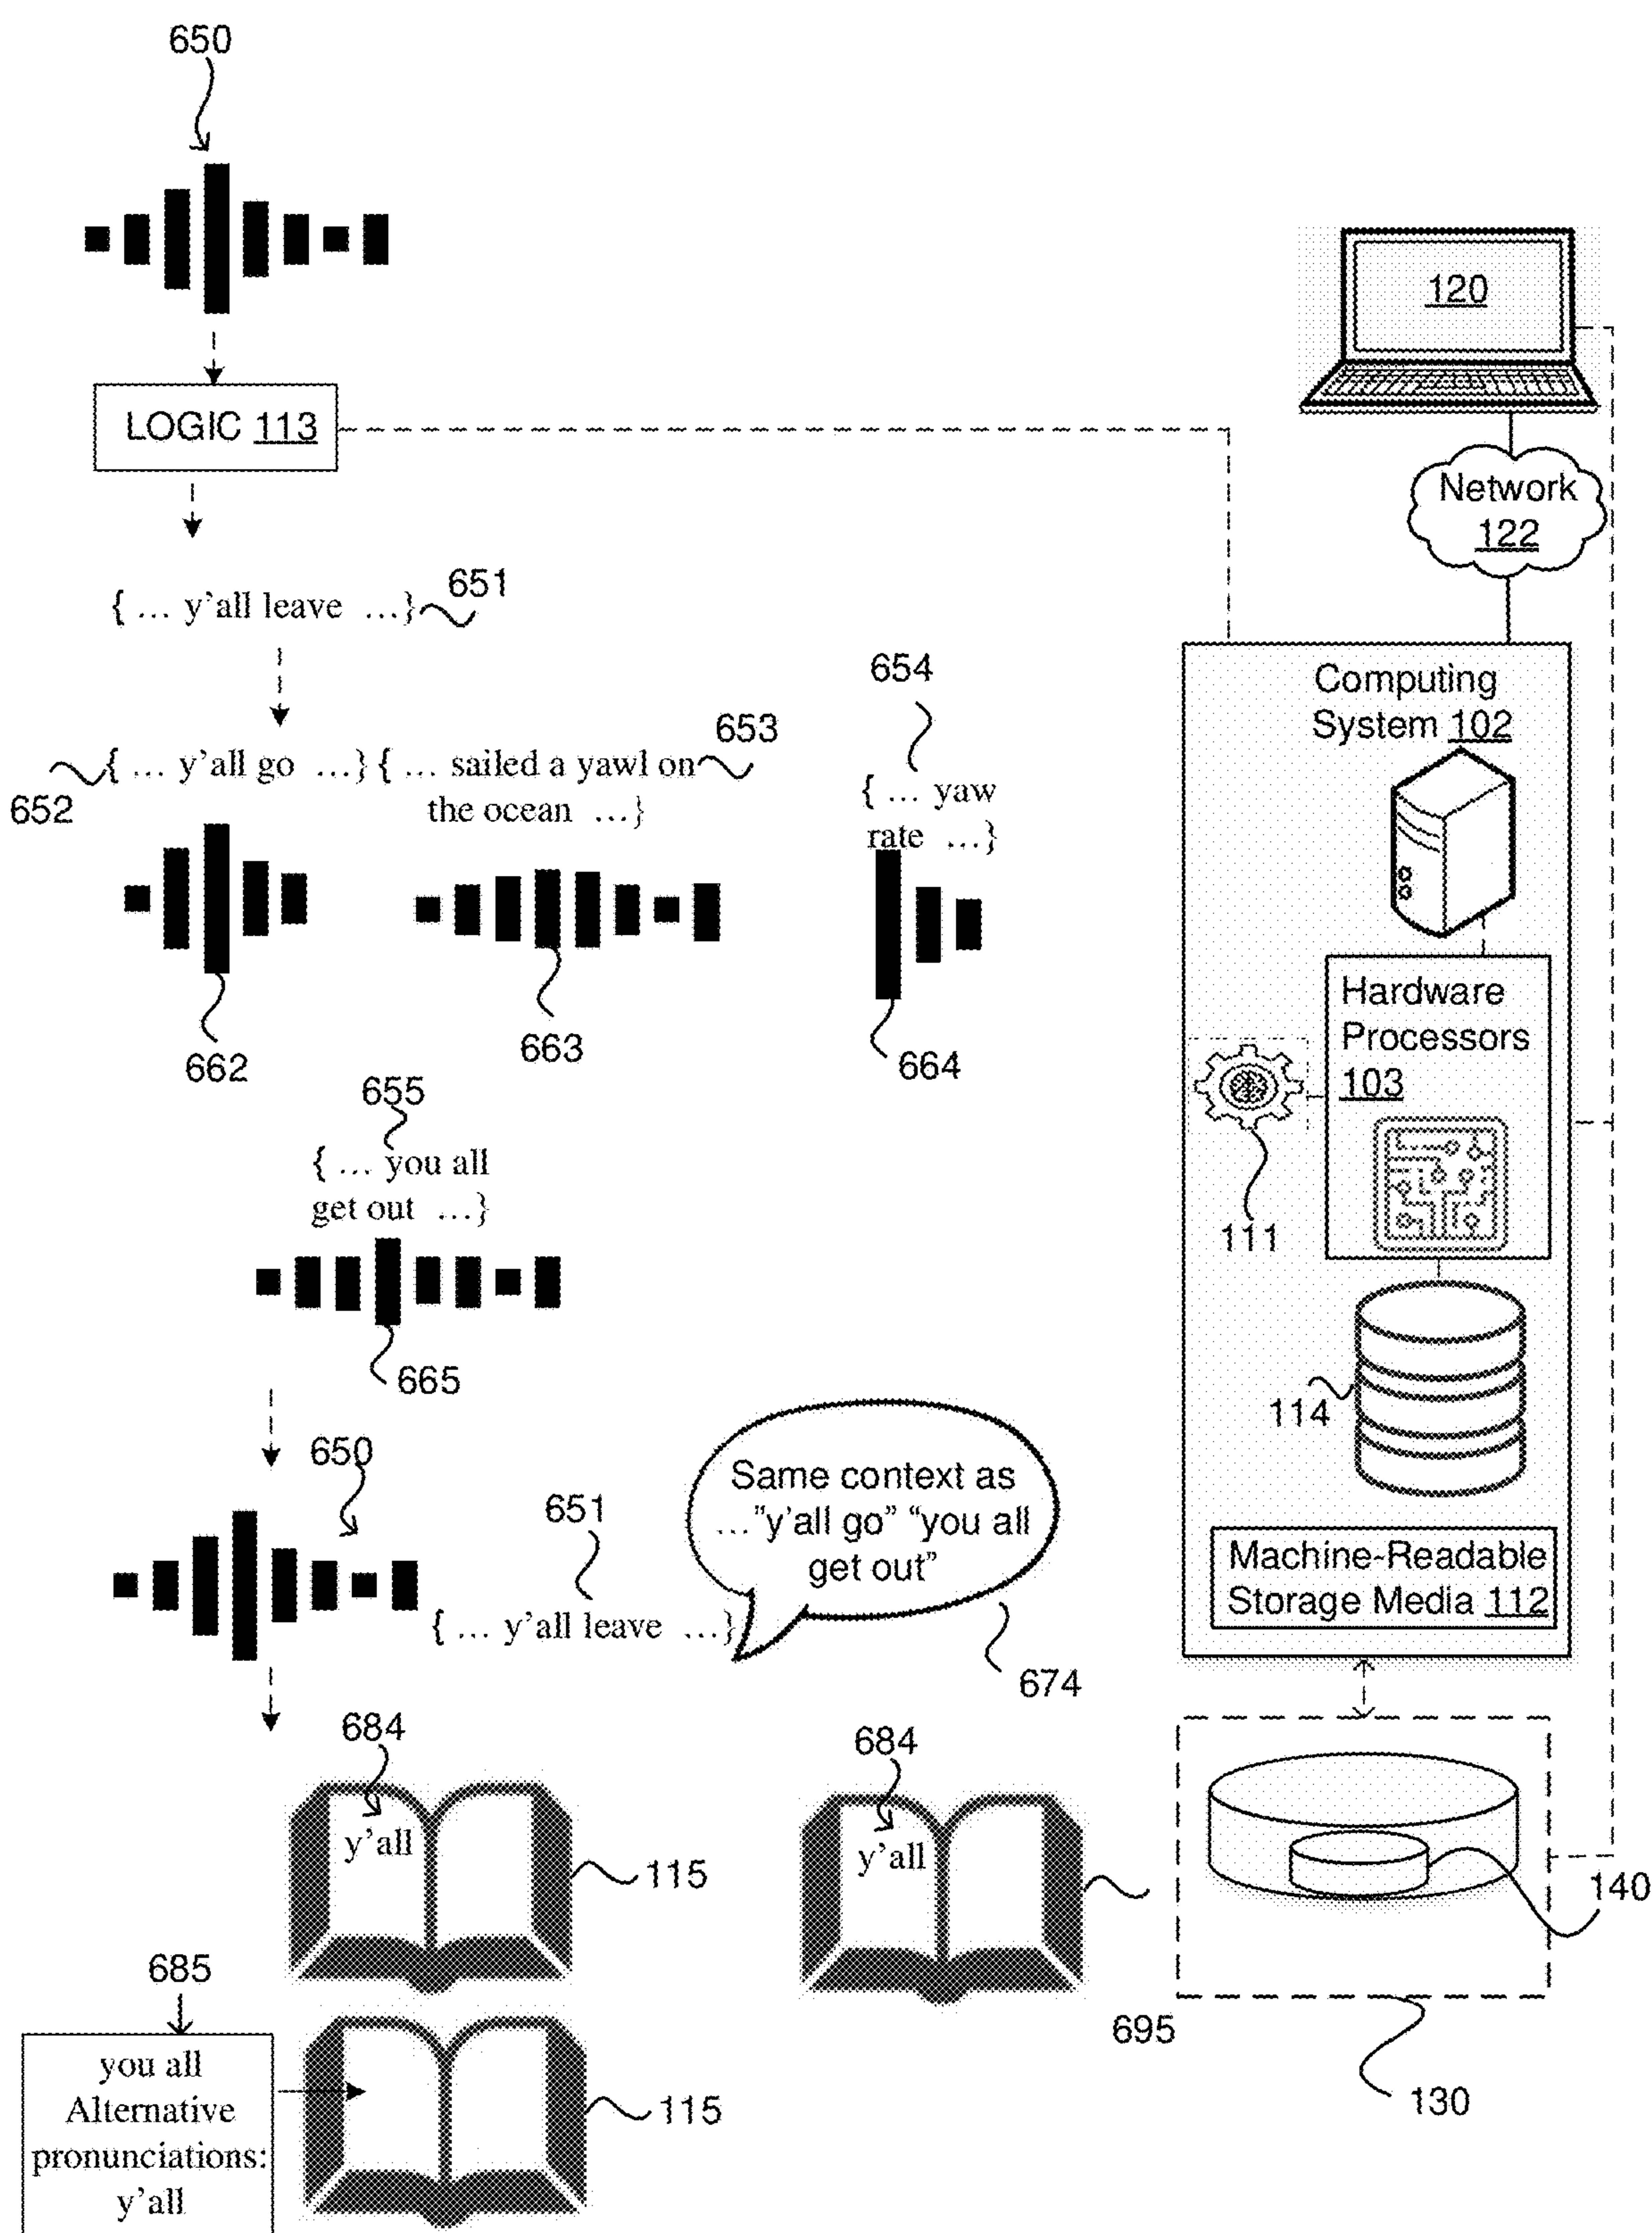 650
LOGIC 113
120
Network
122
{ ... y'all leave ...}
651
654
652
{ ... y'all go ...}
{ ... sailed a yawl on
the ocean ...}
653
{ ... yaw
rate ...}
662
663
664
655
{ ... you all
get out ...}
665
650
651
{ ... y'all leave ...}
Same context as
..."y'all go" “you all
get out”
674
Computing
System 102
Hardware
Processors
103
111
114
Machine-Readable
Storage Media 112
684
y'all
115
684
y'all
695
140
130
685
you all
Alternative
pronunciations:
y'all
115